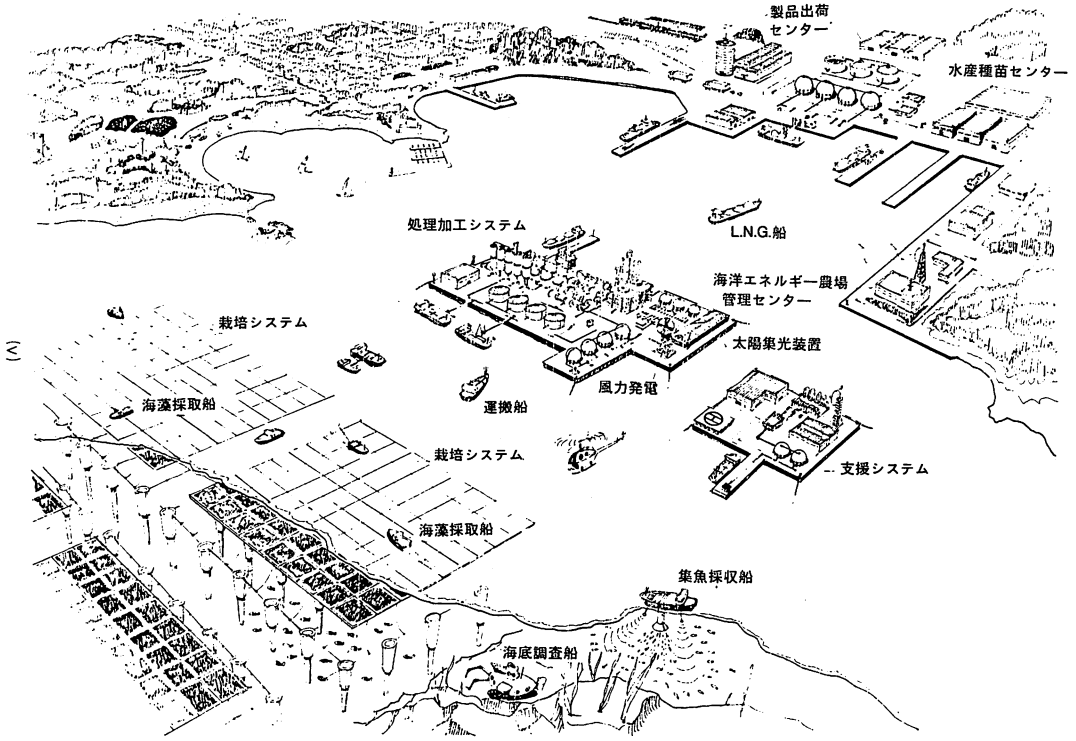 製品出荷
センター
水産種苗センター
処理加工システム
L.N.G.船
海洋エネルギー農場
管理センター
栽培システム
太陽集光装置
(v)
風力発電
海藻採取船
運搬船
栽培システム
支援システム
海藻採取船
集魚採収船
海底調査船